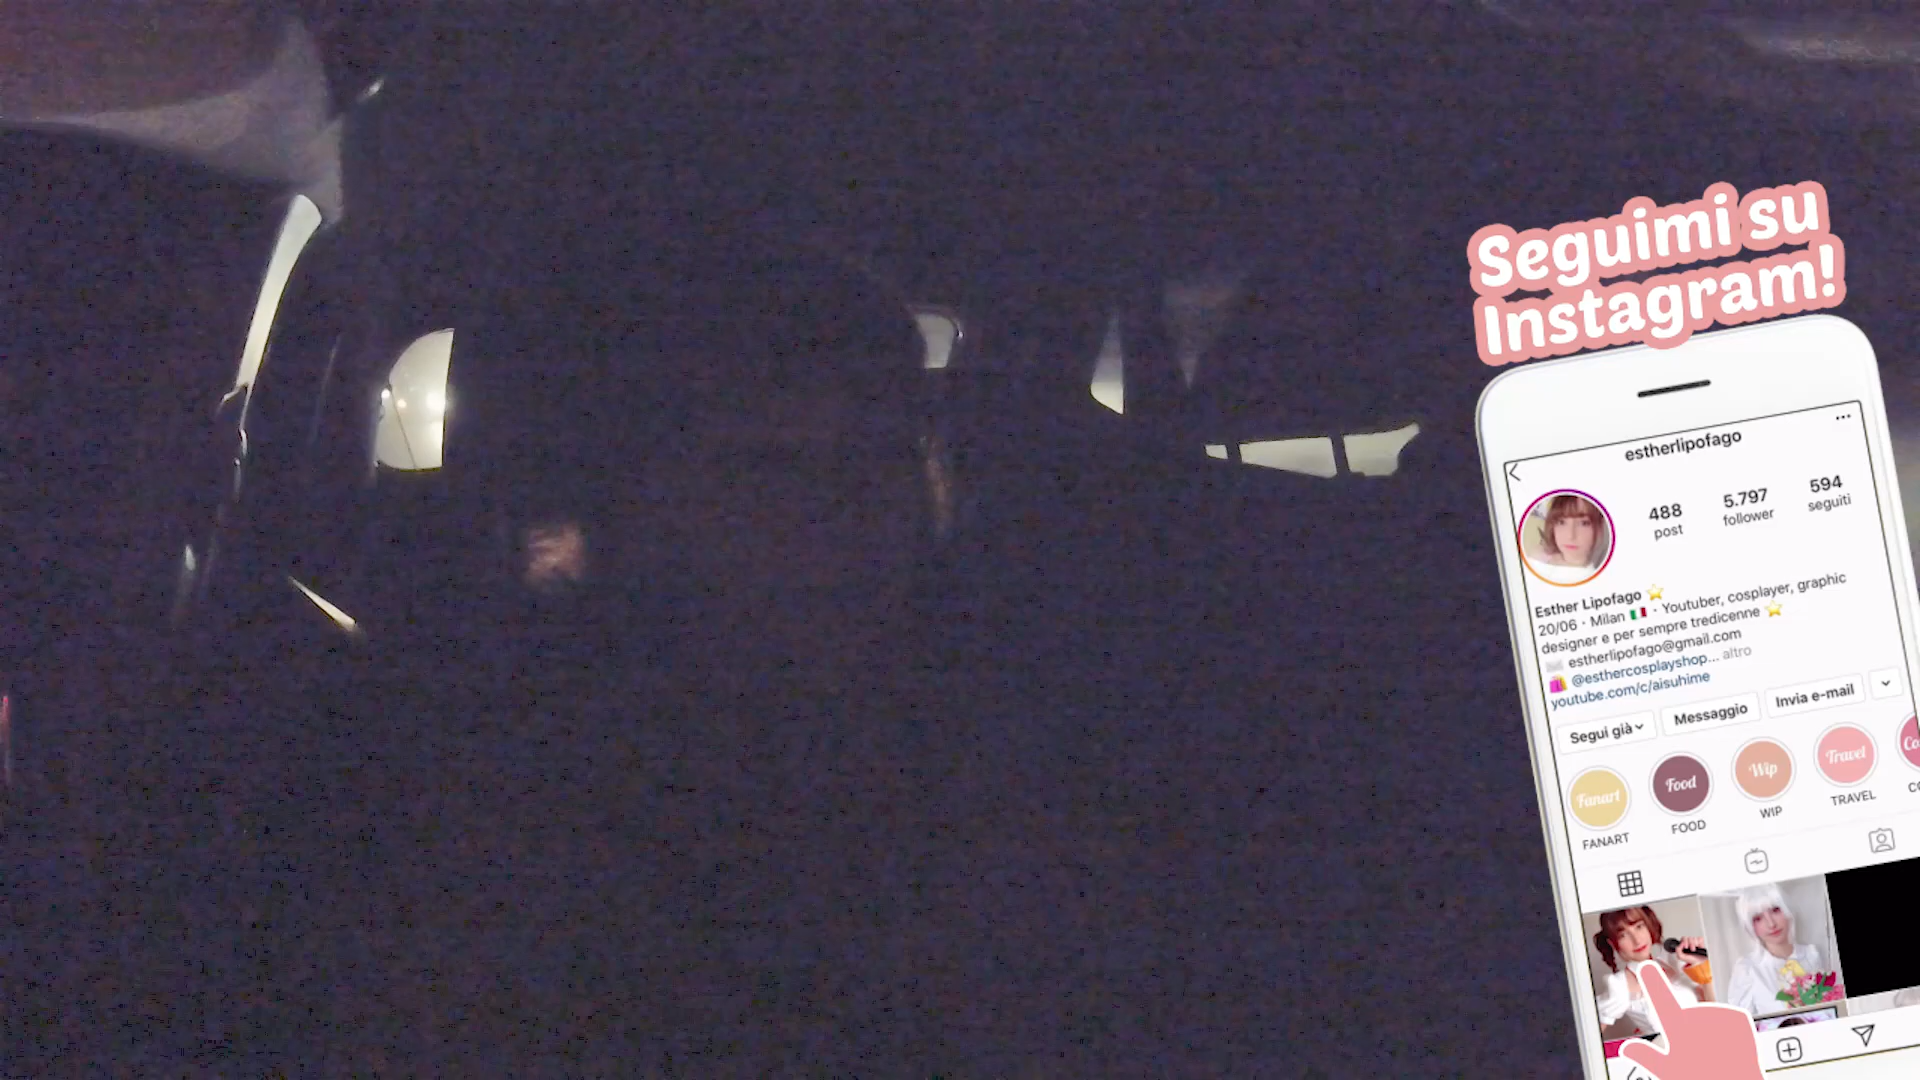 Seguimi su
Instagram!
estherlipofago
488
post
5.797
follower
594
seguiti
Esther Lipofago ⭐
20/06 · Milan 🇮🇹 · Youtuber, cosplayer, graphic
designer e per sempre tredicenne ⭐
✉️ estherlipofago@gmail.com
🛍️ @esthercosplayshop... altro
youtube.com/c/aisuhime
Segui già
Messaggio
Invia e-mail
Fanart
Food
Wip
Travel
Co
FANART
FOOD
WIP
TRAVEL